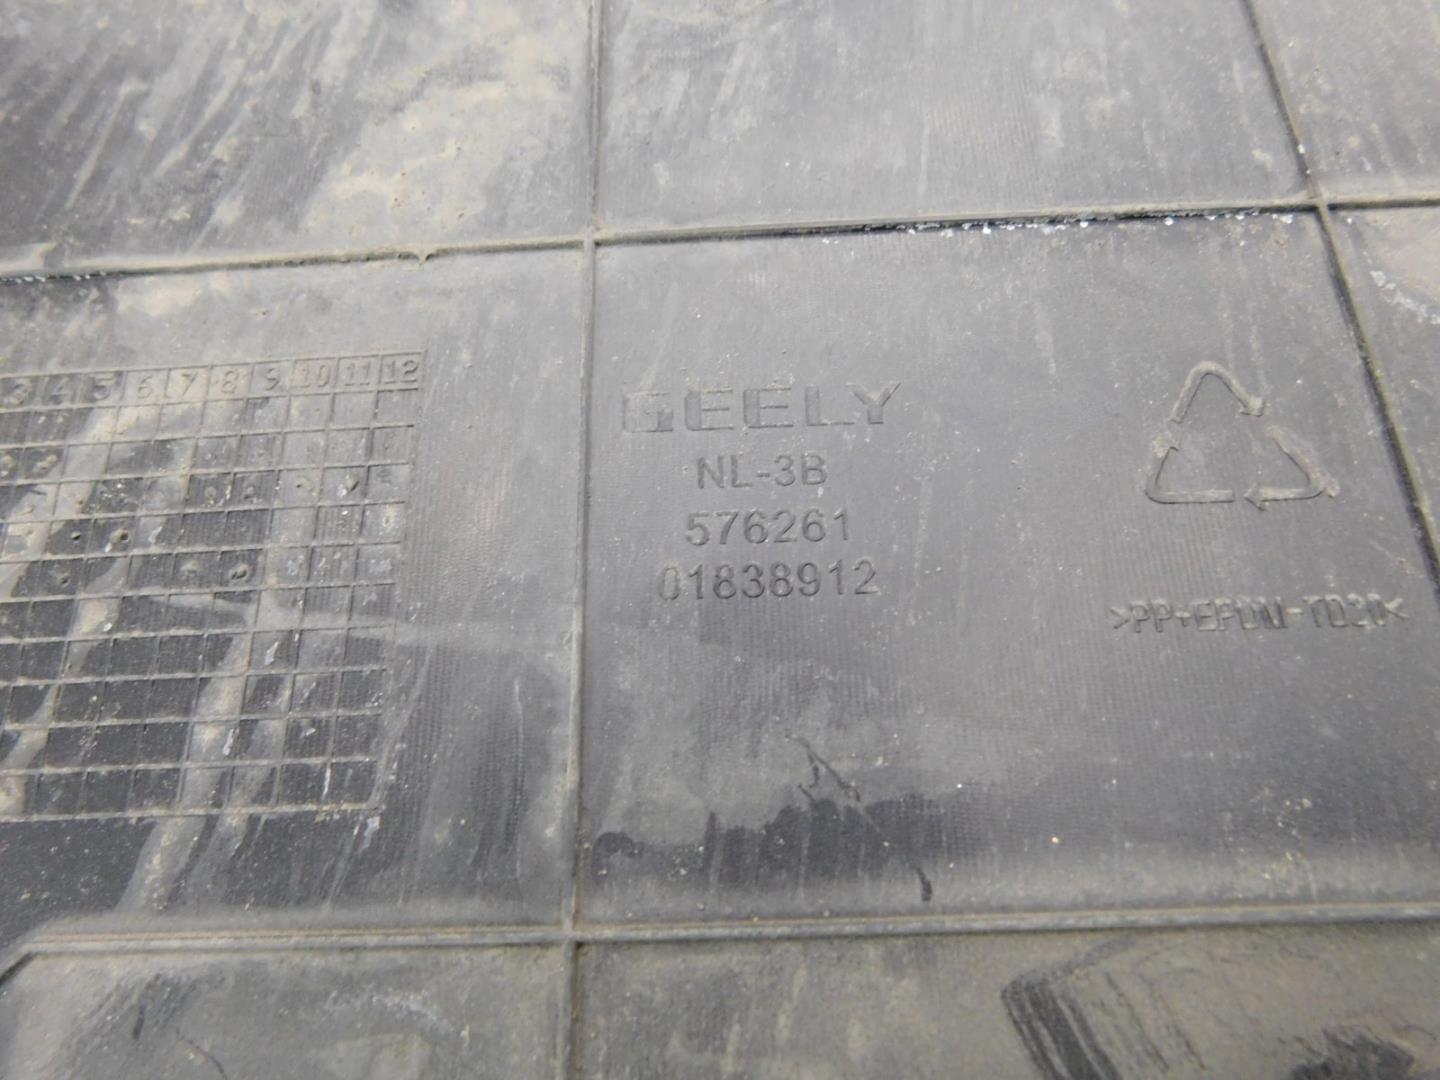 3 4 5 6 7 8 9 10 11 12
GEELY
NL-3B
576261
01838912
>PP+EPDM-TD20<